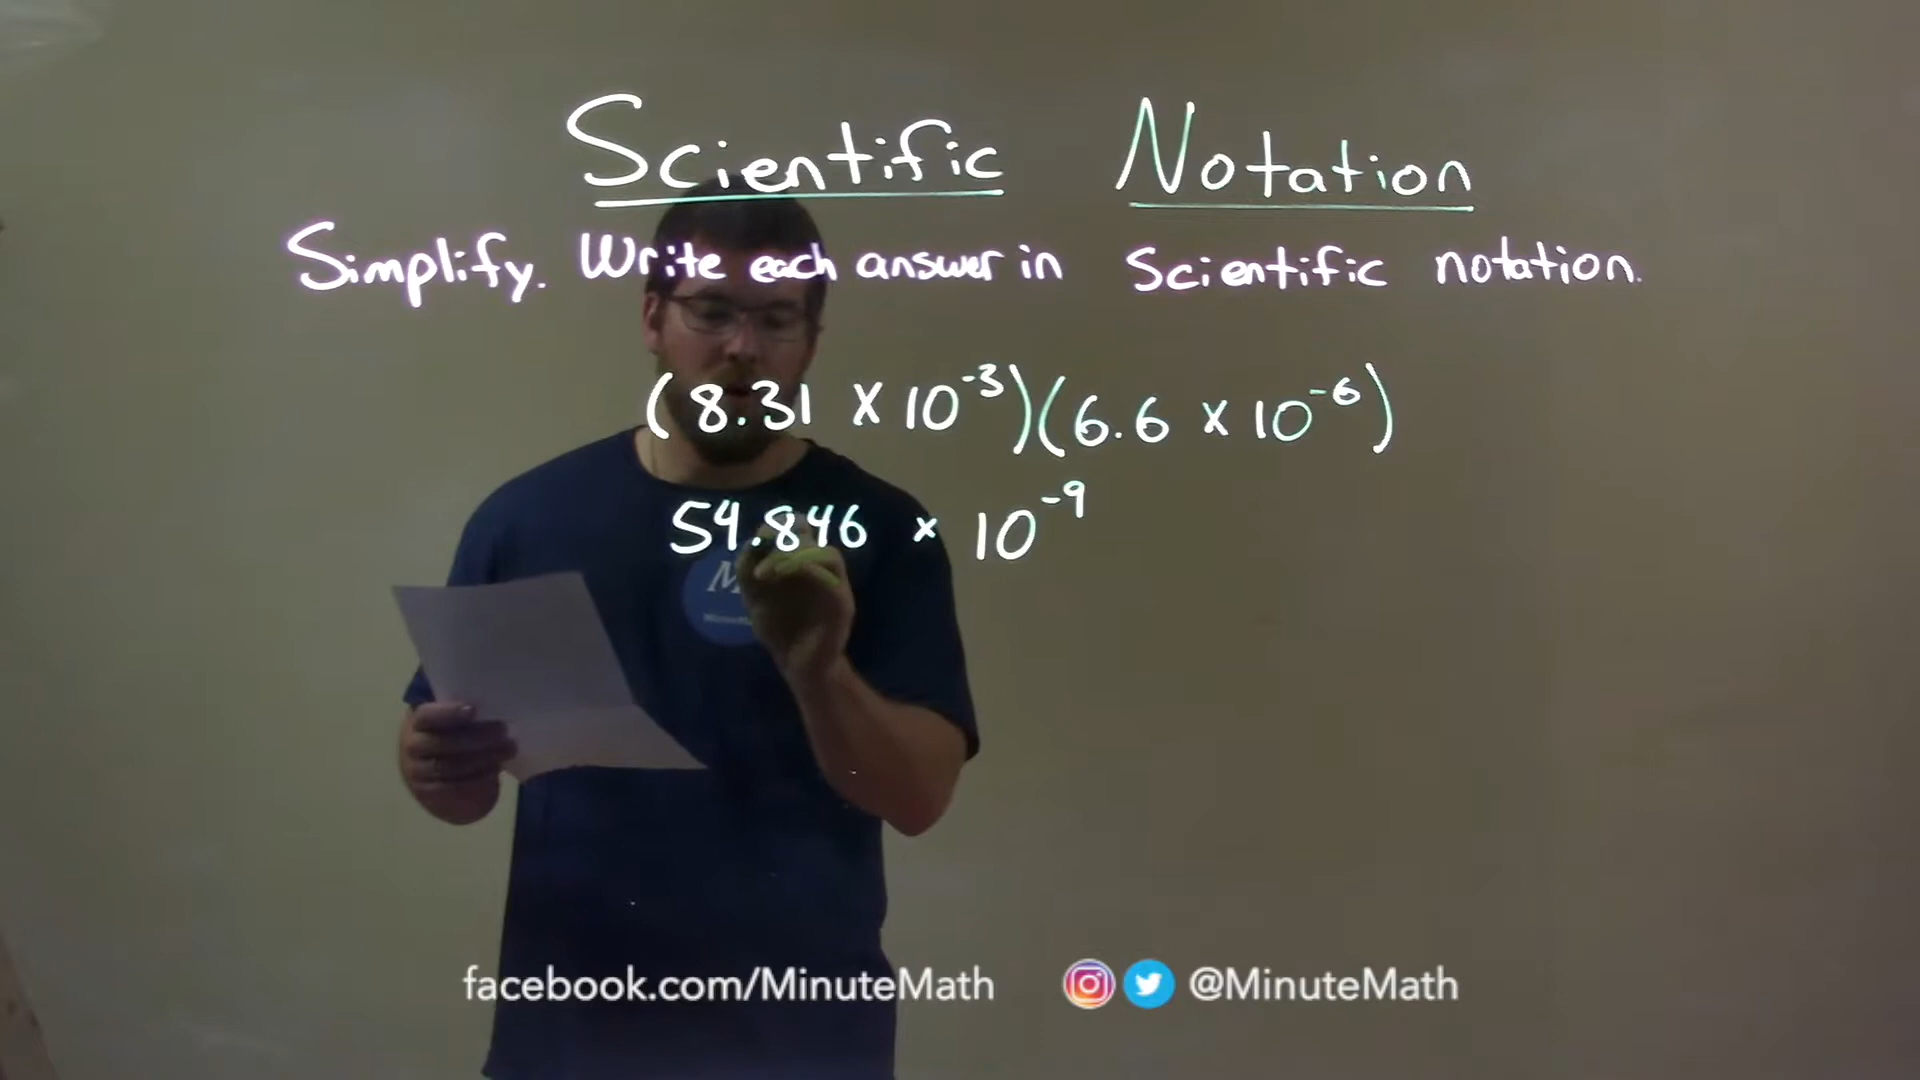 Scientific Notation
Simplify. Write each answer in scientific notation.
(8.31 × 10⁻³)(6.6 × 10⁻⁶)
54.846 × 10⁻⁹
M
facebook.com/MinuteMath @MinuteMath